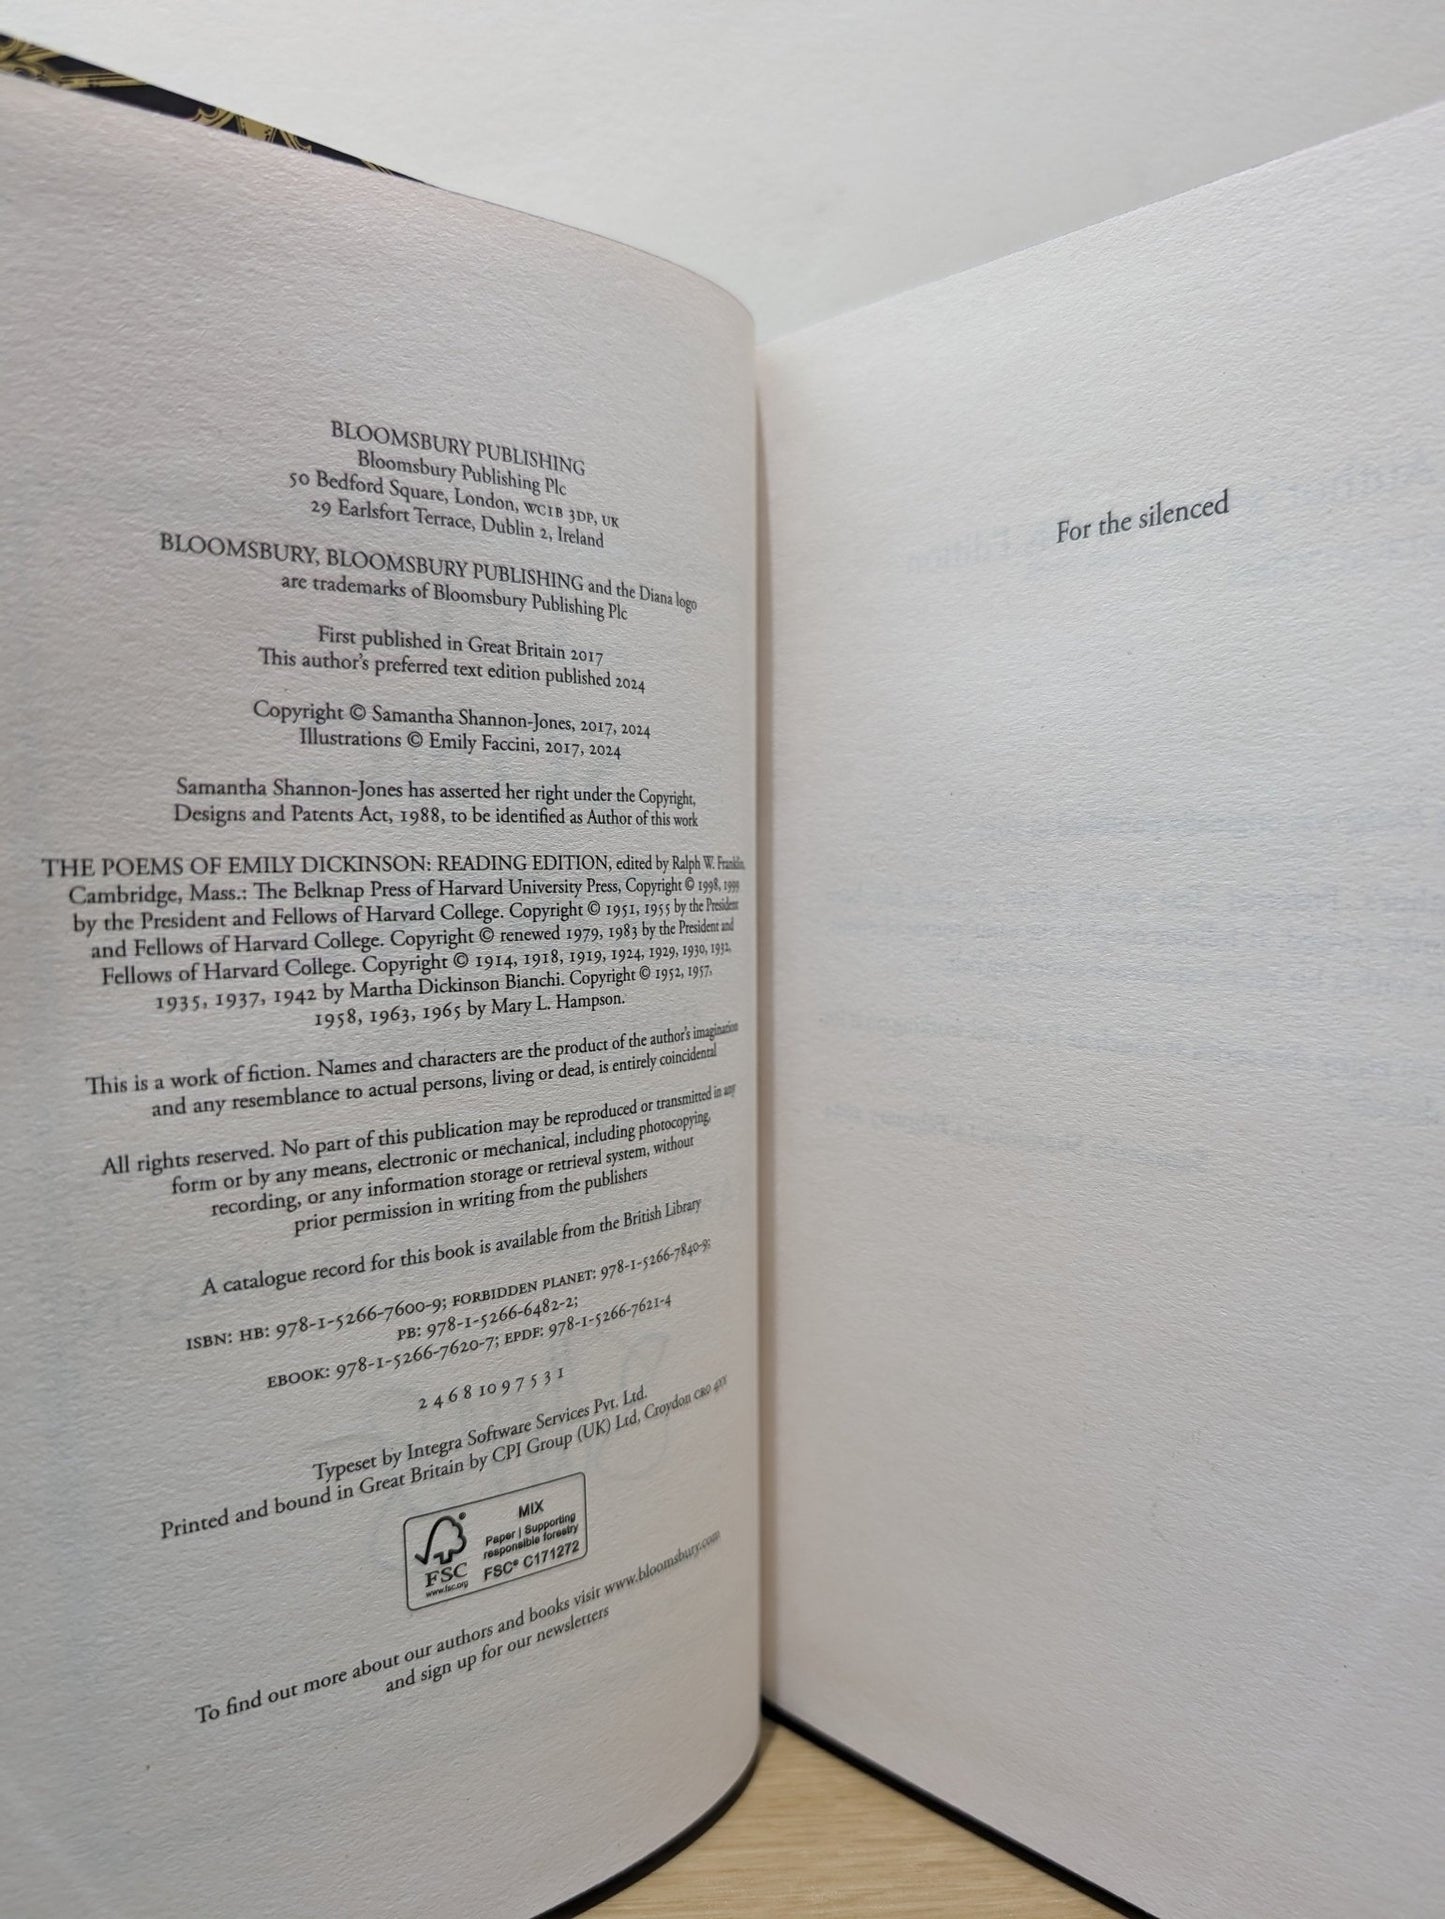 BLOOMSBURY PUBLISHING
Bloomsbury Publishing Plc
50 Bedford Square, London, WC1B 3DP, UK
29 Earlsfort Terrace, Dublin 2, Ireland
BLOOMSBURY, BLOOMSBURY PUBLISHING and the Diana logo
are trademarks of Bloomsbury Publishing Plc
First published in Great Britain 2017
This author's preferred text edition published 2024
Copyright © Samantha Shannon-Jones, 2017, 2024
Illustrations © Emily Faccini, 2017, 2024
Samantha Shannon-Jones has asserted her right under the Copyright,
Designs and Patents Act, 1988, to be identified as Author of this work
THE POEMS OF EMILY DICKINSON: READING EDITION, edited by Ralph W. Franklin,
Cambridge, Mass.: The Belknap Press of Harvard University Press, Copyright © 1998, 1999
by the President and Fellows of Harvard College. Copyright © 1951, 1955 by the President
and Fellows of Harvard College. Copyright © renewed 1979, 1983 by the President and
Fellows of Harvard College. Copyright © 1914, 1918, 1919, 1924, 1929, 1930, 1932,
1935, 1937, 1942 by Martha Dickinson Bianchi. Copyright © 1952, 1957,
1958, 1963, 1965 by Mary L. Hampson.
This is a work of fiction. Names and characters are the product of the author's imagination
and any resemblance to actual persons, living or dead, is entirely coincidental
All rights reserved. No part of this publication may be reproduced or transmitted in any
form or by any means, electronic or mechanical, including photocopying,
recording, or any information storage or retrieval system, without
prior permission in writing from the publishers
A catalogue record for this book is available from the British Library
ISBN: HB: 978-1-5266-7600-9; FORBIDDEN PLANET: 978-1-5266-7840-9;
PB: 978-1-5266-6482-2;
EBOOK: 978-1-5266-7620-7; EPDF: 978-1-5266-7621-4
2 4 6 8 10 9 7 5 3 1
Typeset by Integra Software Services Pvt. Ltd.
Printed and bound in Great Britain by CPI Group (UK) Ltd, Croydon CR0 4YY
MIX
Paper | Supporting
responsible forestry
FSC® C171272
FSC
www.fsc.org
To find out more about our authors and books visit www.bloomsbury.com
and sign up for our newsletters
For the silenced